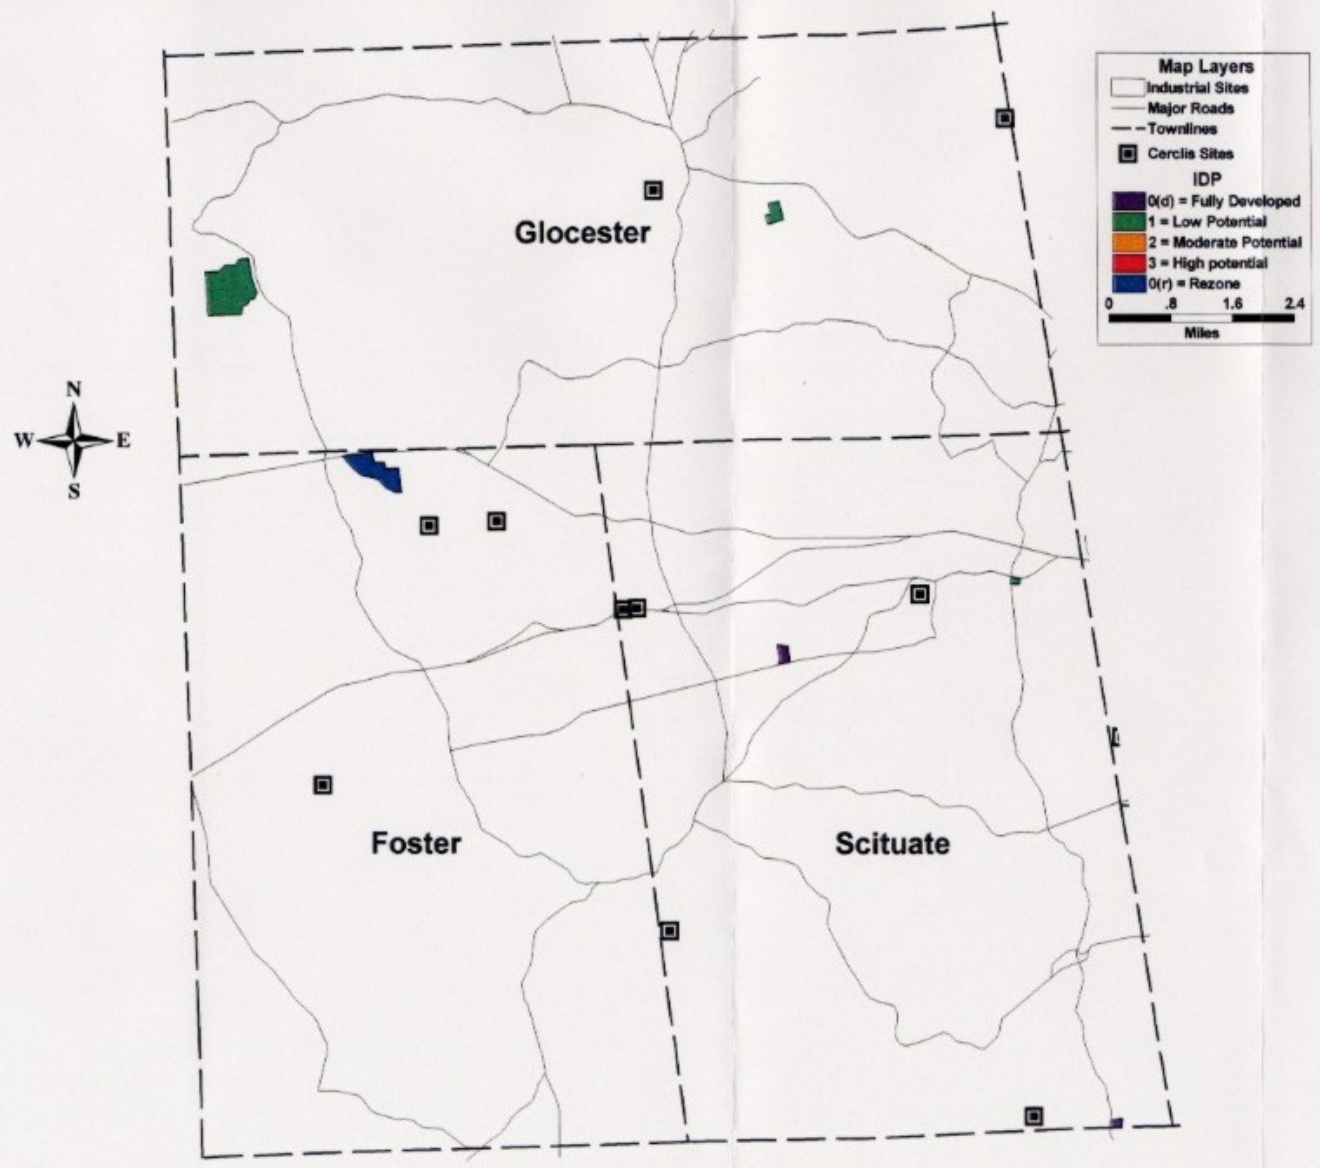 Map Layers
Industrial Sites
Major Roads
Townlines
Cerclis Sites
IDP
0(d) = Fully Developed
1 = Low Potential
2 = Moderate Potential
3 = High potential
0(r) = Rezone
0 .8 1.6 2.4
Miles
Glocester
N
W E
S
Foster
Scituate